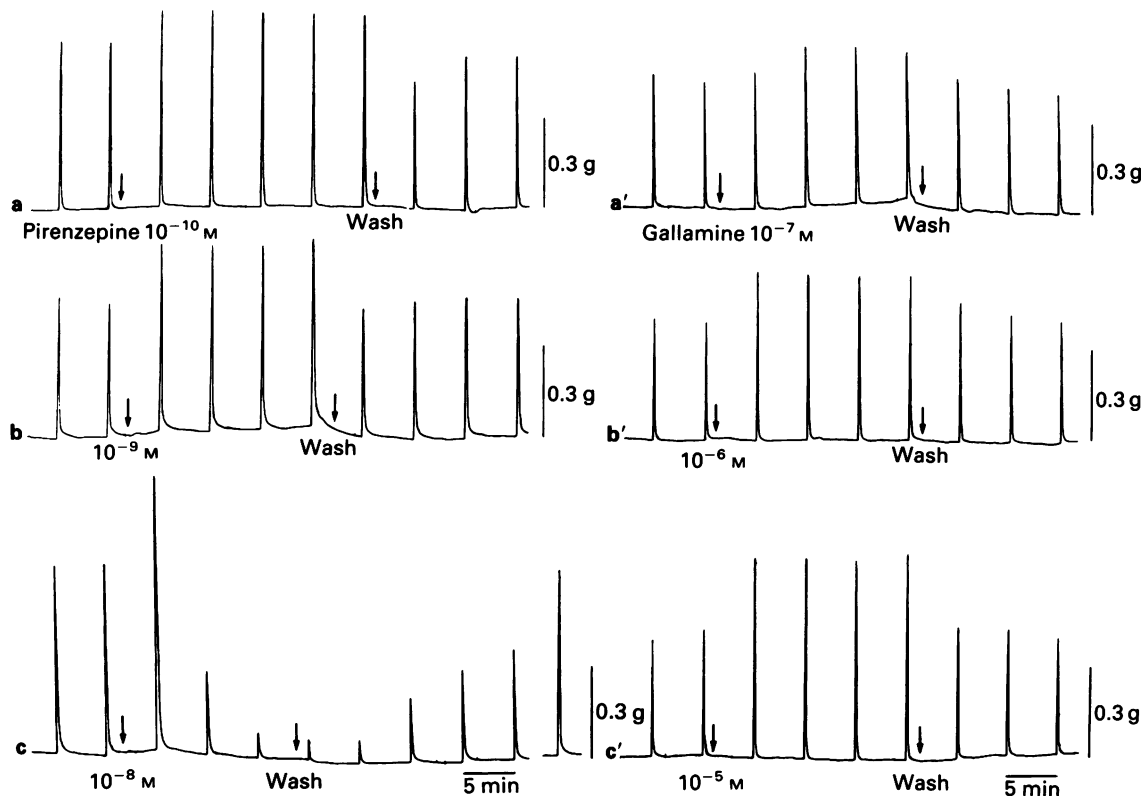 a
Pirenzepine 10⁻¹⁰ M
Wash
0.3 g
a′
Gallamine 10⁻⁷ M
Wash
0.3 g
b
10⁻⁹ M
Wash
0.3 g
b′
10⁻⁶ M
Wash
0.3 g
c
10⁻⁸ M
Wash
5 min
0.3 g
c′
10⁻⁵ M
Wash
5 min
0.3 g